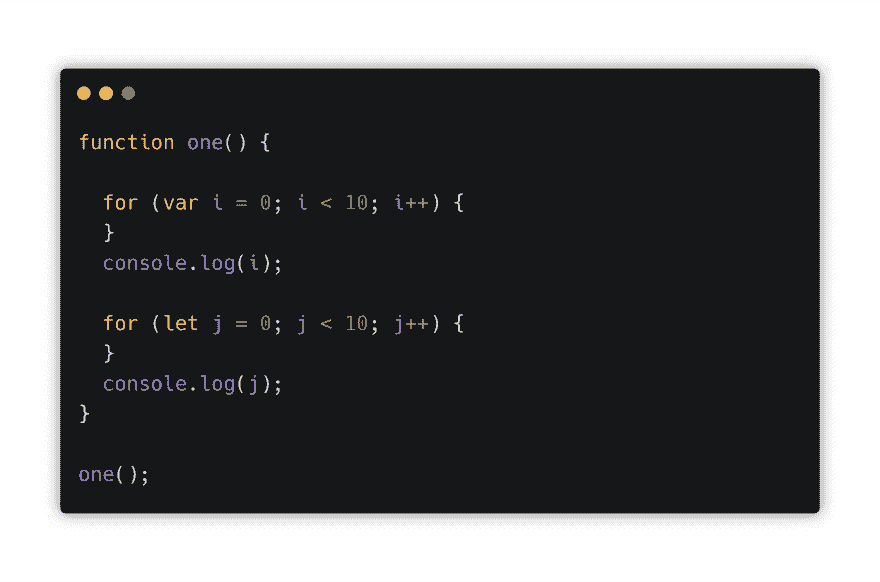 function one() {
for (var i = 0; i < 10; i++) {
}
console.log(i);
for (let j = 0; j < 10; j++) {
}
console.log(j);
}
one();